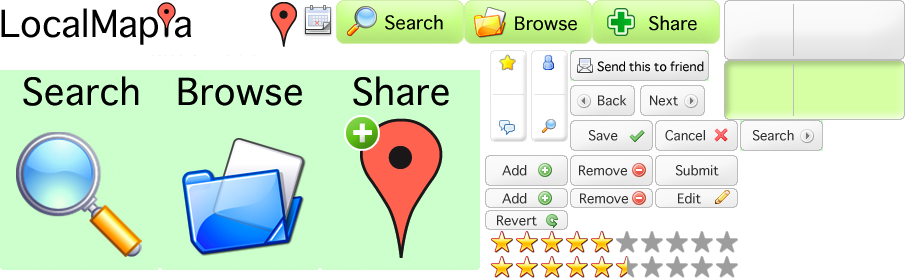 LocalMapia
Search
Browse
Share
Search
Browse
Share
Send this to friend
Back
Next
Save
Cancel
Search
Add
Remove
Submit
Add
Remove
Edit
Revert